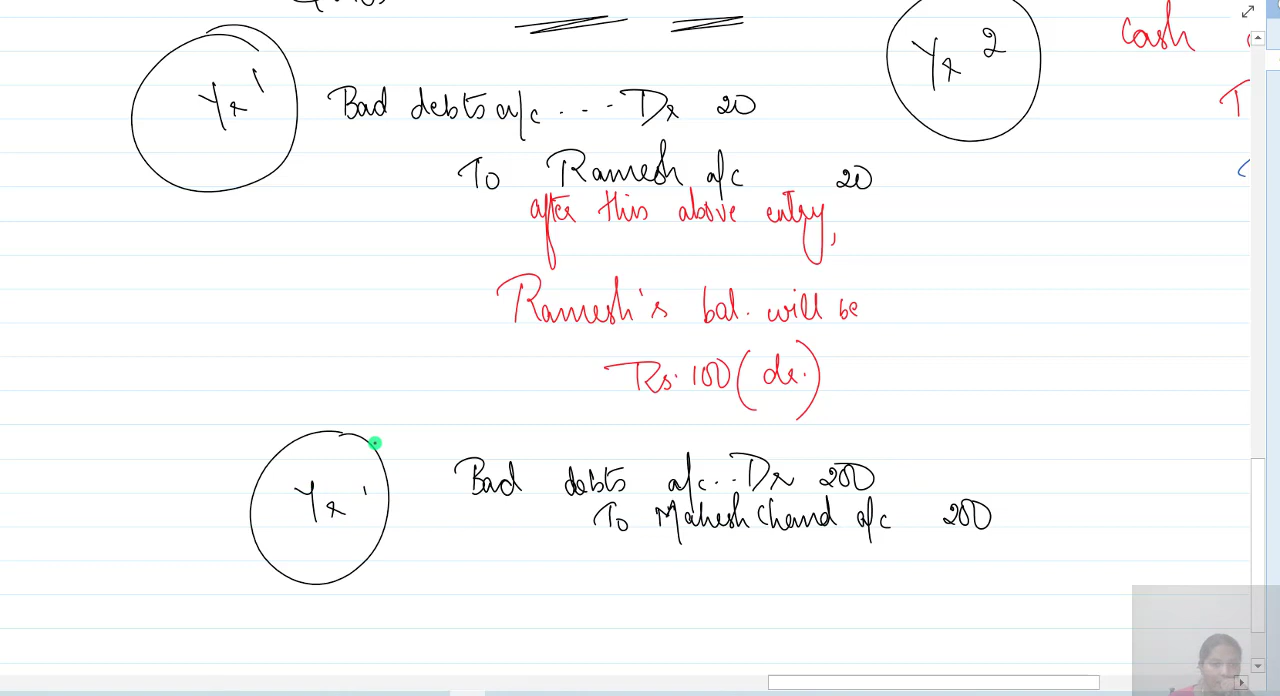 Yr 1
Bad debts a/c .... Dr 20
To Ramesh a/c 20
after this above entry,
Ramesh's bal. will be
Rs. 100 (dr.)
Yr 2
cash
Yr 1
Bad debts a/c... Dr 200
To Mahesh Chand a/c 200